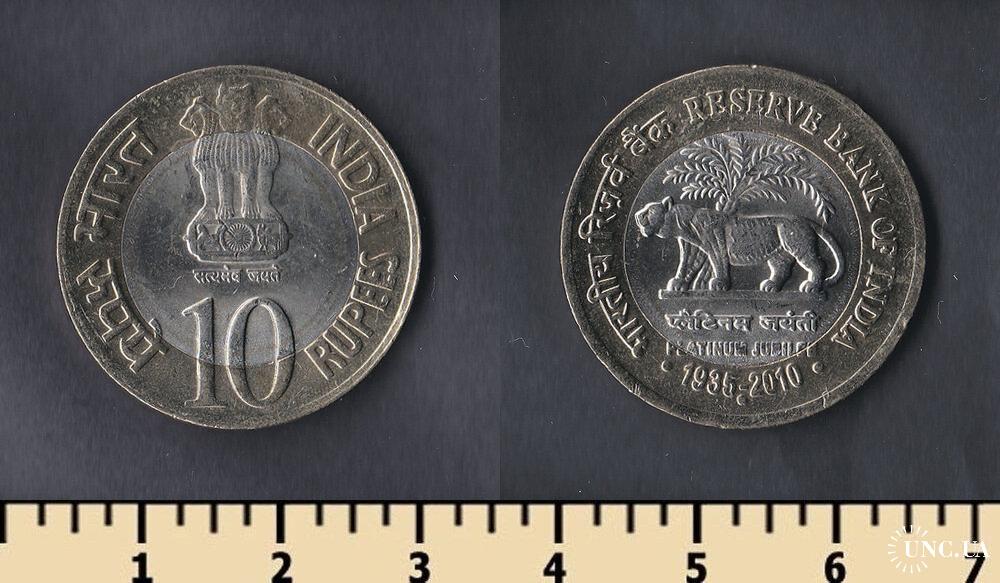 भारत
INDIA
रुपये
RUPEES
सत्यमेव जयते
10
भारतीय रिज़र्व बैंक RESERVE BANK OF INDIA
प्लैटिनम जयंती
PLATINUM JUBILEE
1935-2010
1 2 3 4 5 6 7
UNC.UA